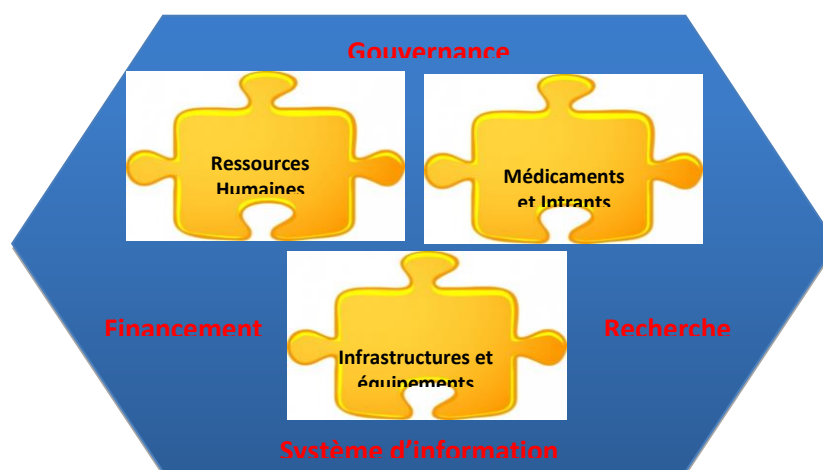 Gouvernance
Ressources
Humaines
Médicaments
et Intrants
Financement
Recherche
Infrastructures et
équipements
Système d'information